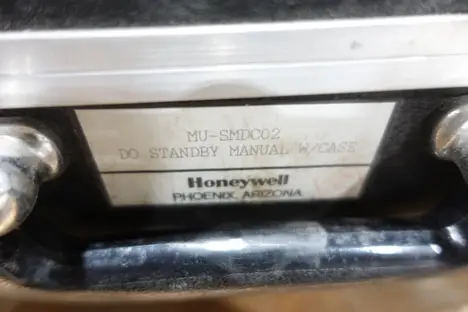 MU-SMDC02
DO STANDBY MANUAL W/CASE
Honeywell
PHOENIX, ARIZONA